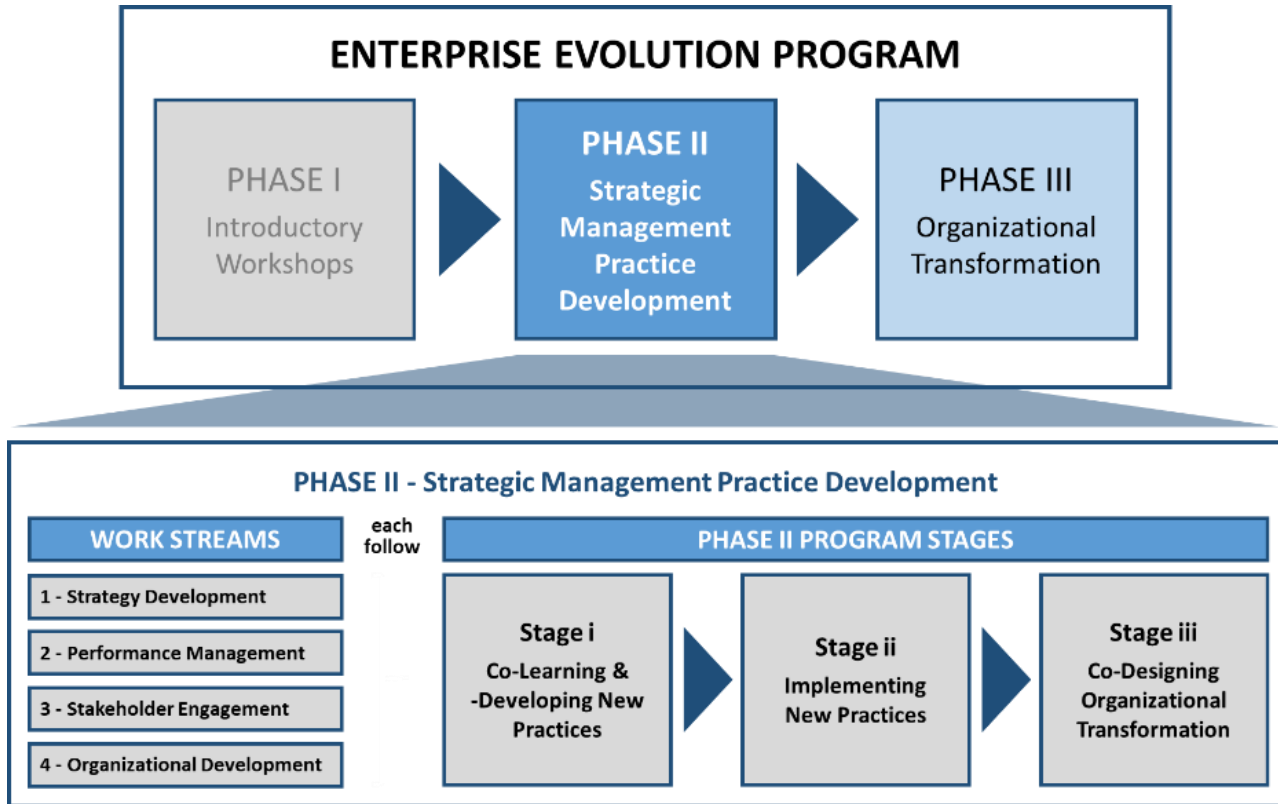 ENTERPRISE EVOLUTION PROGRAM
PHASE I
Introductory
Workshops
PHASE II
Strategic
Management
Practice
Development
PHASE III
Organizational
Transformation
PHASE II - Strategic Management Practice Development
WORK STREAMS
1 - Strategy Development
2 - Performance Management
3 - Stakeholder Engagement
4 - Organizational Development
each
follow
PHASE II PROGRAM STAGES
Stage i
Co-Learning &
-Developing New
Practices
Stage ii
Implementing
New Practices
Stage iii
Co-Designing
Organizational
Transformation